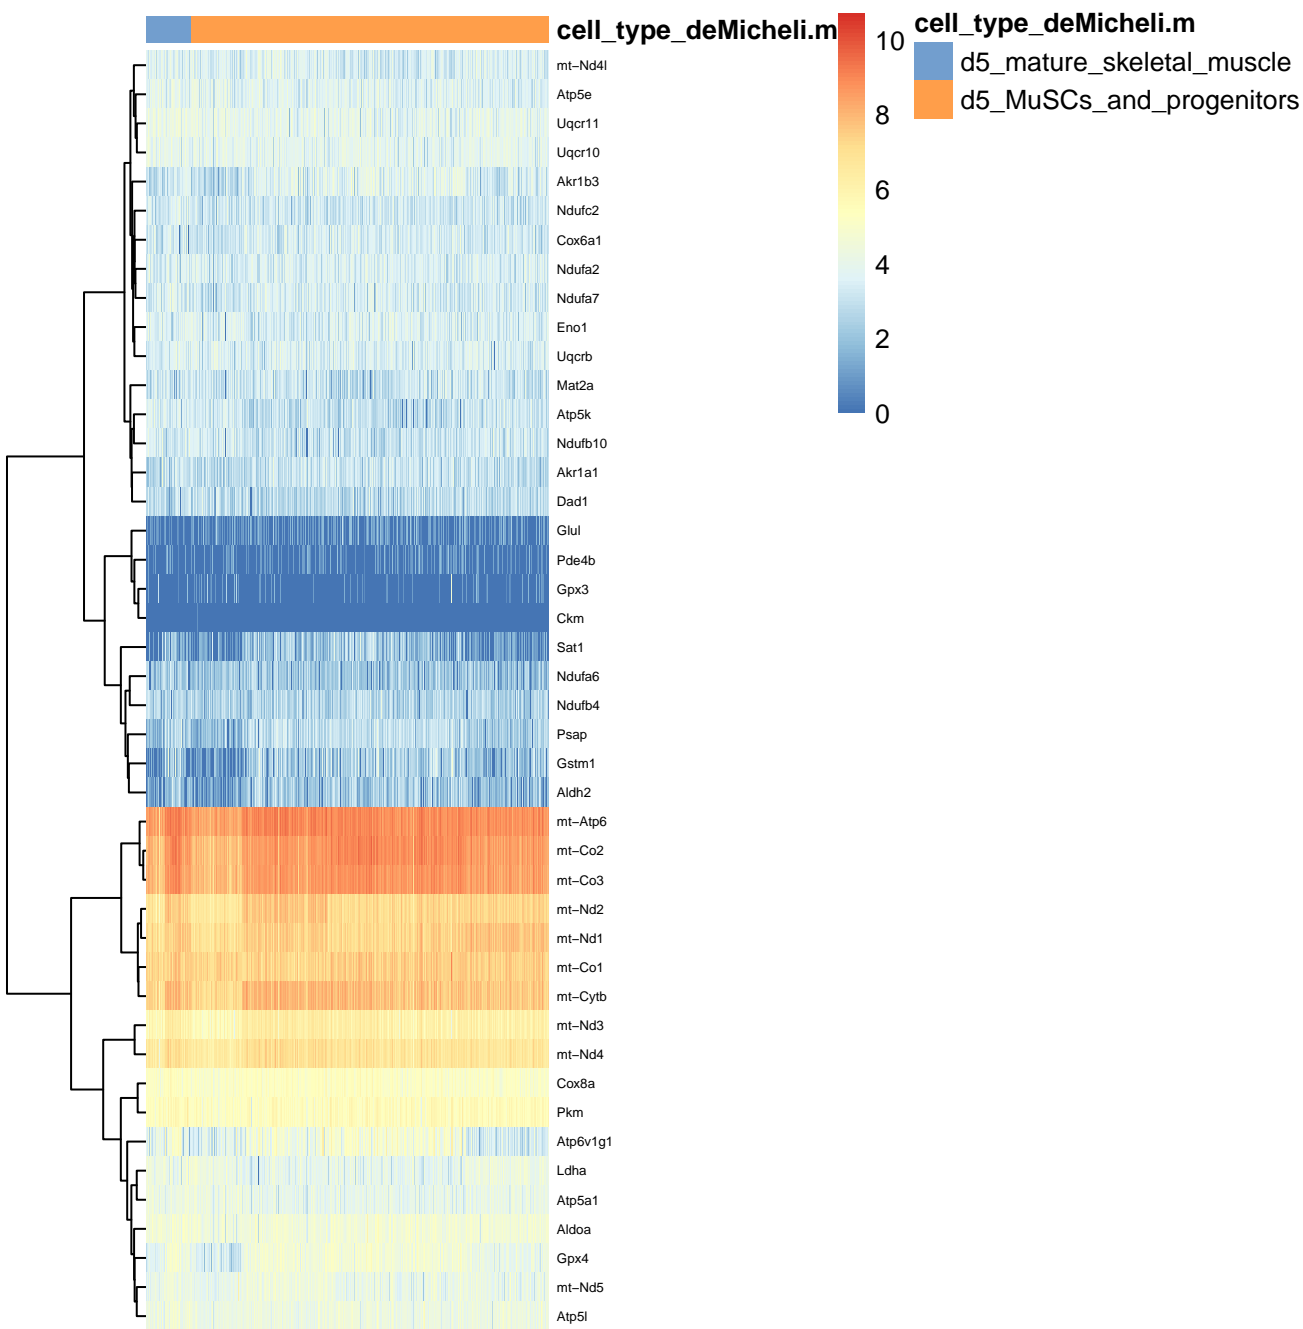 cell_type_deMicheli.m
10
8
6
4
2
0
cell_type_deMicheli.m
d5_mature_skeletal_muscle
d5_MuSCs_and_progenitors
mt−Nd4l
Atp5e
Uqcr11
Uqcr10
Akr1b3
Ndufc2
Cox6a1
Ndufa2
Ndufa7
Eno1
Uqcrb
Mat2a
Atp5k
Ndufb10
Akr1a1
Dad1
Glul
Pde4b
Gpx3
Ckm
Sat1
Ndufa6
Ndufb4
Psap
Gstm1
Aldh2
mt−Atp6
mt−Co2
mt−Co3
mt−Nd2
mt−Nd1
mt−Co1
mt−Cytb
mt−Nd3
mt−Nd4
Cox8a
Pkm
Atp6v1g1
Ldha
Atp5a1
Aldoa
Gpx4
mt−Nd5
Atp5l